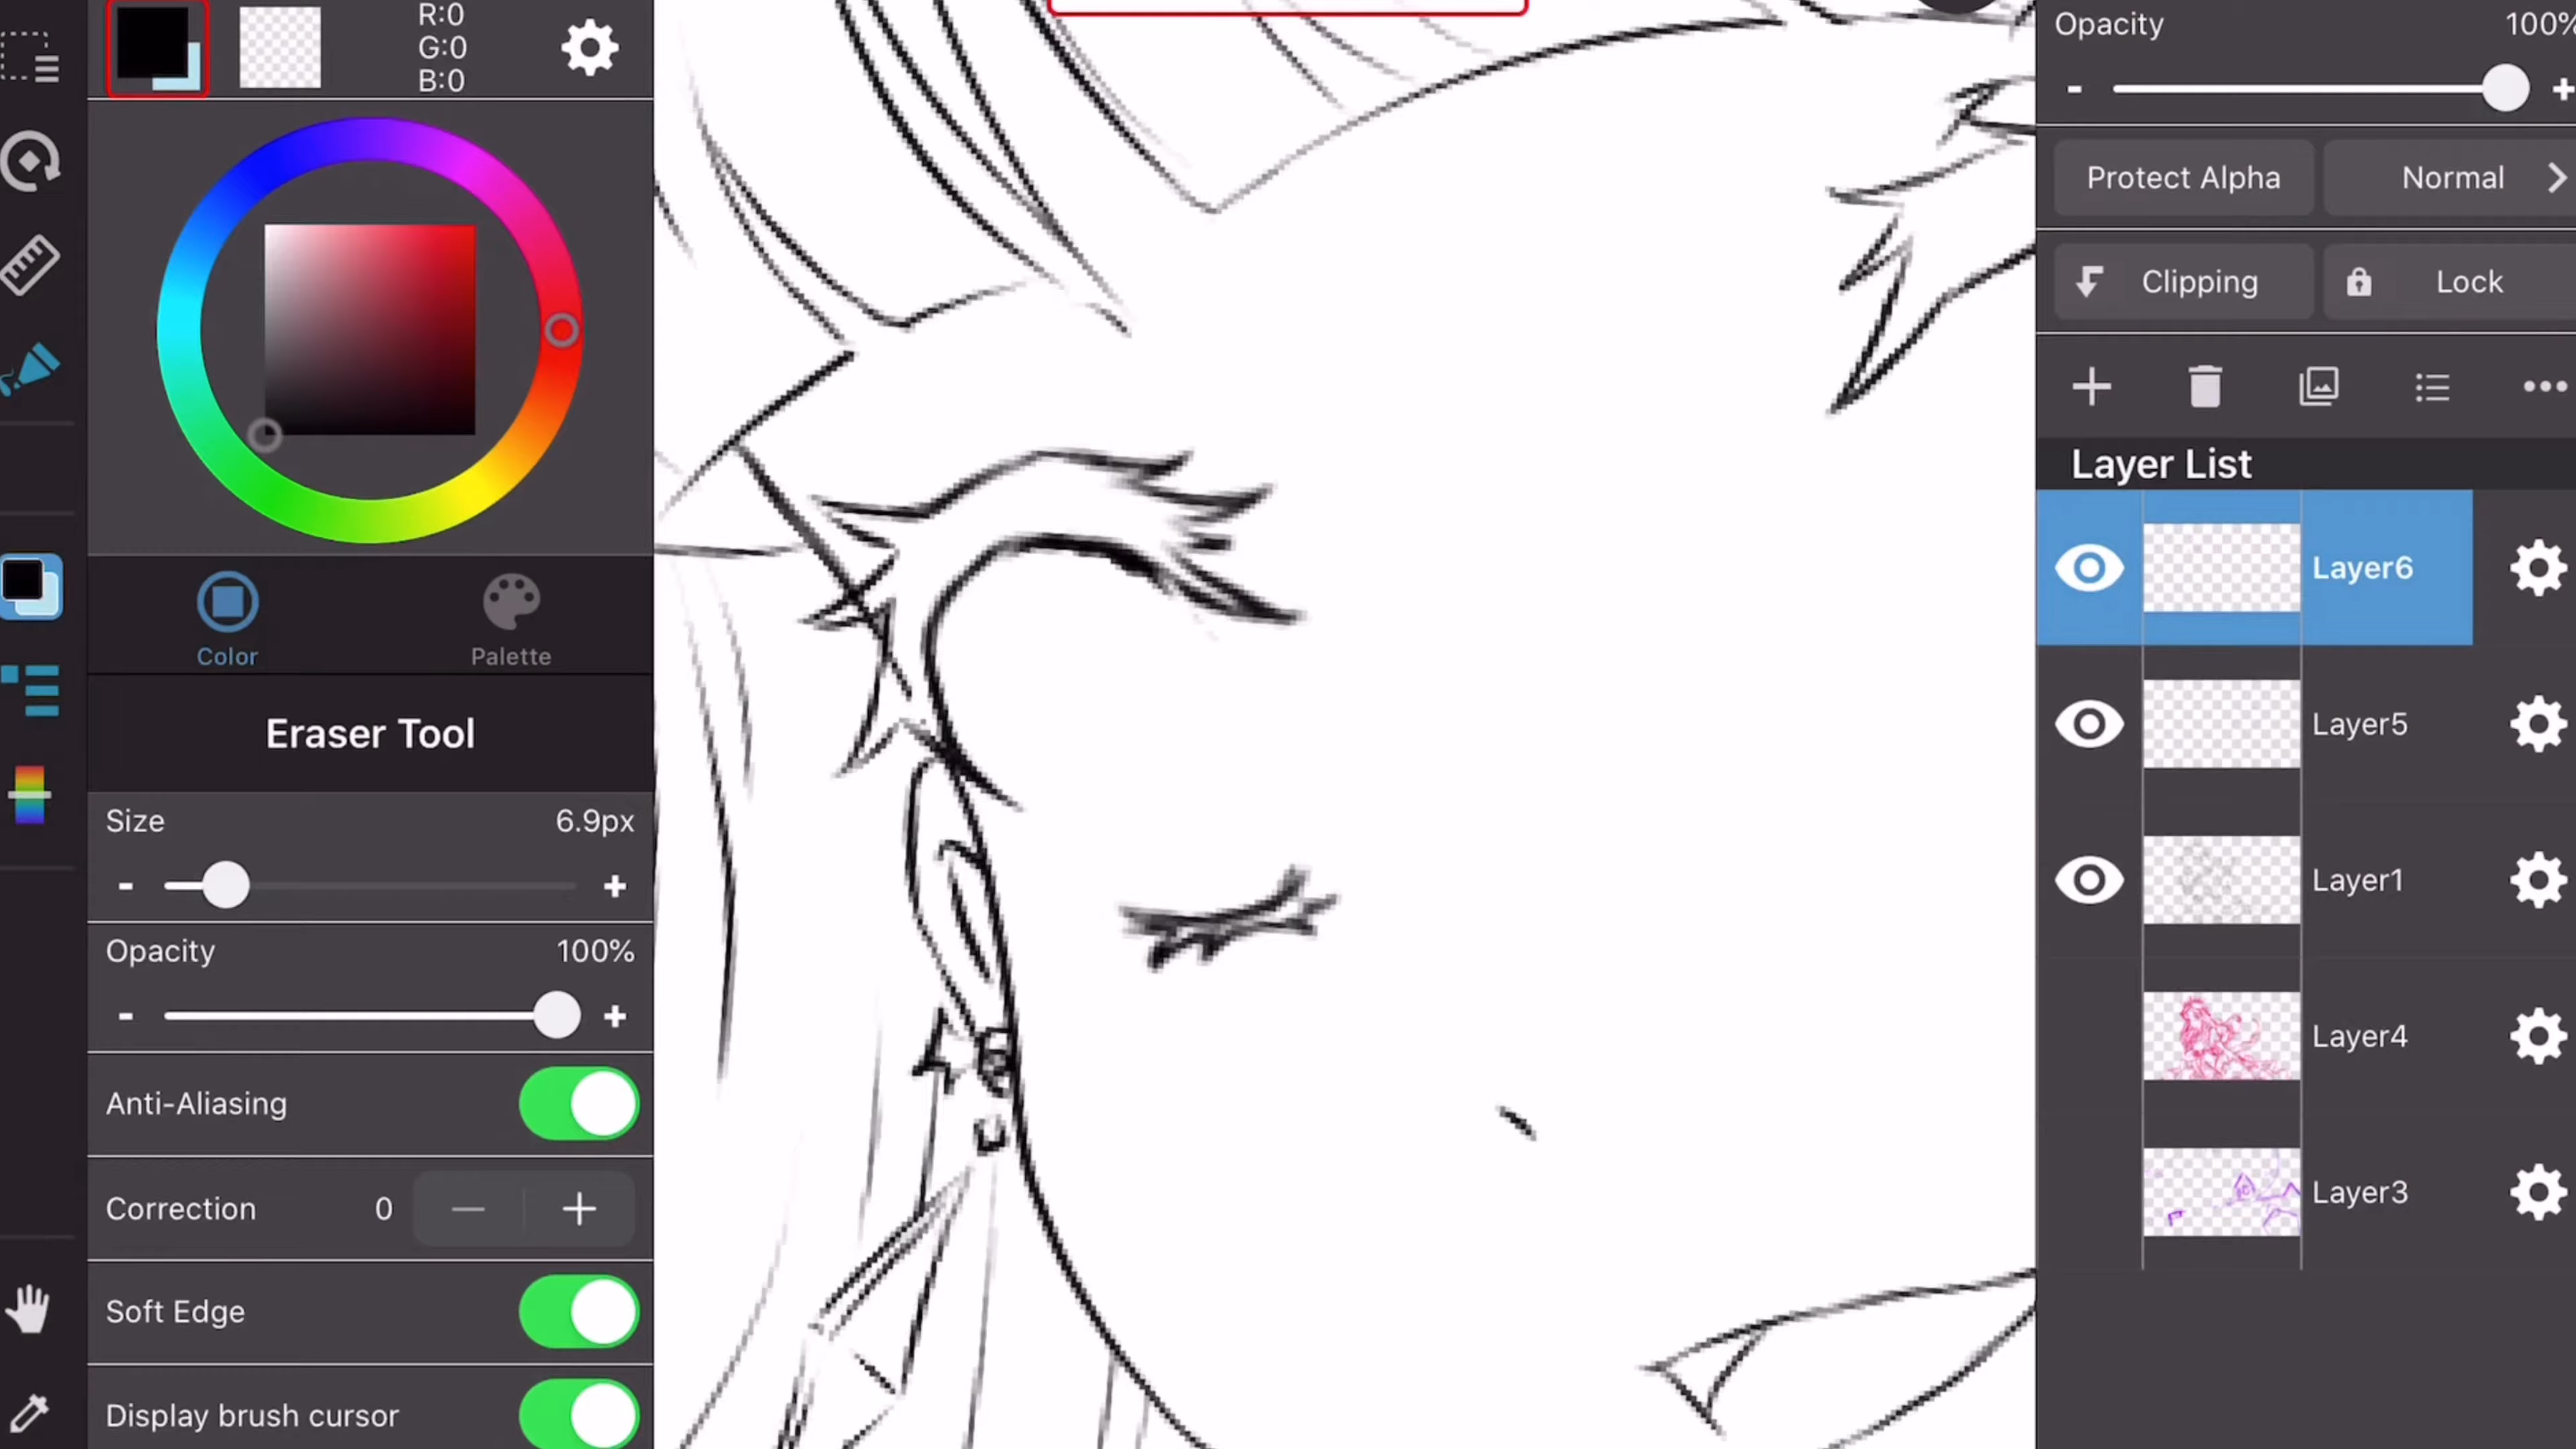 R:0
G:0
B:0
Color
Palette
Eraser Tool
Size 6.9px
- +
Opacity 100%
- +
Anti-Aliasing
Correction 0 - +
Soft Edge
Display brush cursor
Opacity 100%
- +
Protect Alpha Normal
Clipping Lock
Layer List
Layer6
Layer5
Layer1
Layer4
Layer3